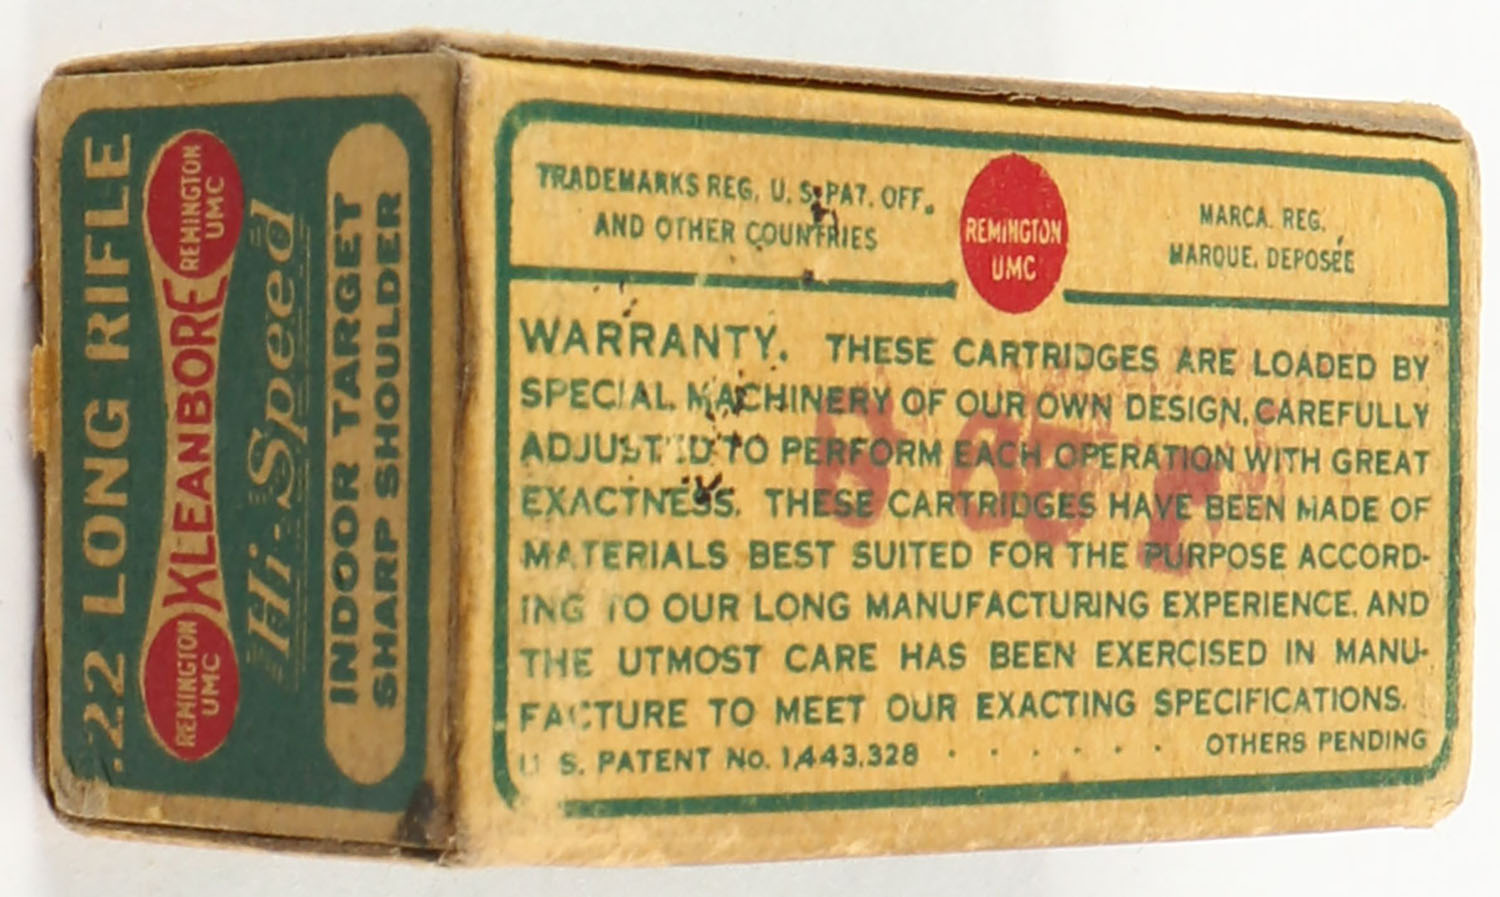 .22 LONG RIFLE
REMINGTON
UMC
KLEANBORE
REMINGTON
UMC
Hi-Speed
INDOOR TARGET
SHARP SHOULDER
TRADEMARKS REG. U. S. PAT. OFF.
AND OTHER COUNTRIES
REMINGTON
UMC
MARCA. REG.
MARQUE. DEPOSÉE
WARRANTY. THESE CARTRIDGES ARE LOADED BY
SPECIAL MACHINERY OF OUR OWN DESIGN, CAREFULLY
ADJUSTED TO PERFORM EACH OPERATION WITH GREAT
EXACTNESS. THESE CARTRIDGES HAVE BEEN MADE OF
MATERIALS BEST SUITED FOR THE PURPOSE ACCORD-
ING TO OUR LONG MANUFACTURING EXPERIENCE, AND
THE UTMOST CARE HAS BEEN EXERCISED IN MANU-
FACTURE TO MEET OUR EXACTING SPECIFICATIONS.
U. S. PATENT No. 1,443,328 . . . . . . OTHERS PENDING